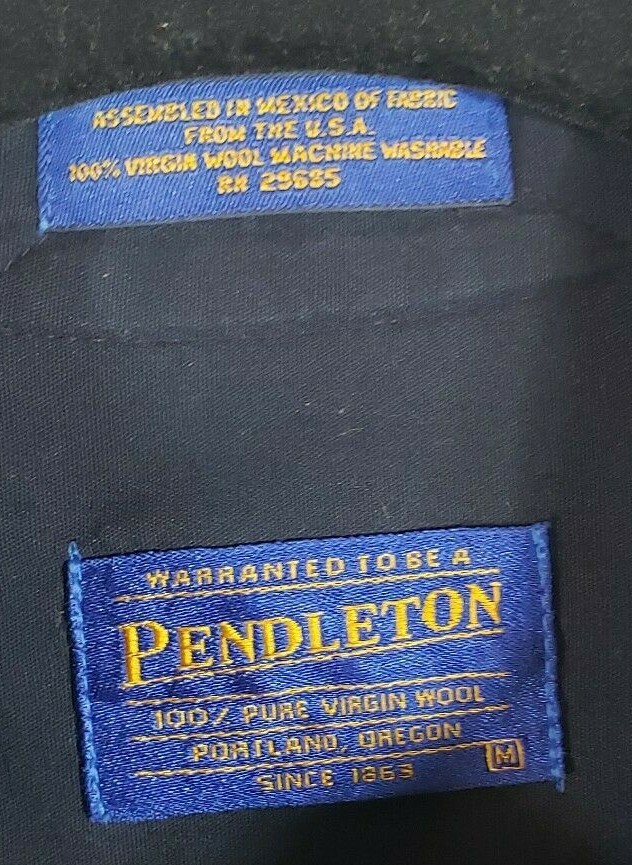 ASSEMBLED IN MEXICO OF FABRIC
FROM THE U.S.A.
100% VIRGIN WOOL MACHINE WASHABLE
RN 29685
WARRANTED TO BE A
PENDLETON
100% PURE VIRGIN WOOL
PORTLAND, OREGON
SINCE 1863
M